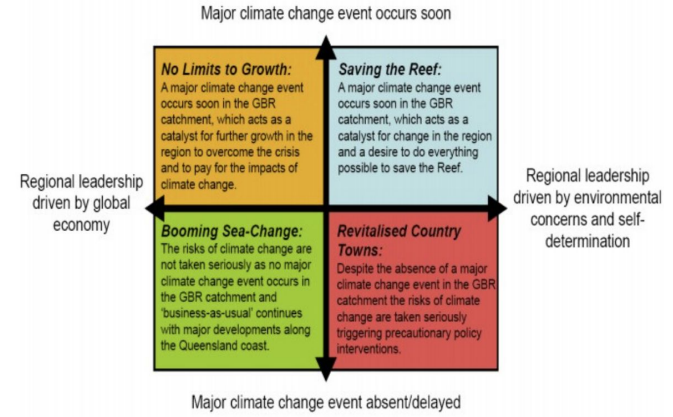 Major climate change event occurs soon
No Limits to Growth:
A major climate change event
occurs soon in the GBR
catchment, which acts as a
catalyst for further growth in the
region to overcome the crisis
and to pay for the impacts of
climate change.
Saving the Reef:
A major climate change event
occurs soon in the GBR
catchment, which acts as a
catalyst for change in the region
and a desire to do everything
possible to save the Reef.
Regional leadership
driven by global
economy
Regional leadership
driven by environmental
concerns and self-
determination
Booming Sea-Change:
The risks of climate change are
not taken seriously as no major
climate change event occurs in
the GBR catchment and
'business-as-usual' continues
with major developments along
the Queensland coast.
Revitalised Country
Towns:
Despite the absence of a major
climate change event in the GBR
catchment the risks of climate
change are taken seriously
triggering precautionary policy
interventions.
Major climate change event absent/delayed